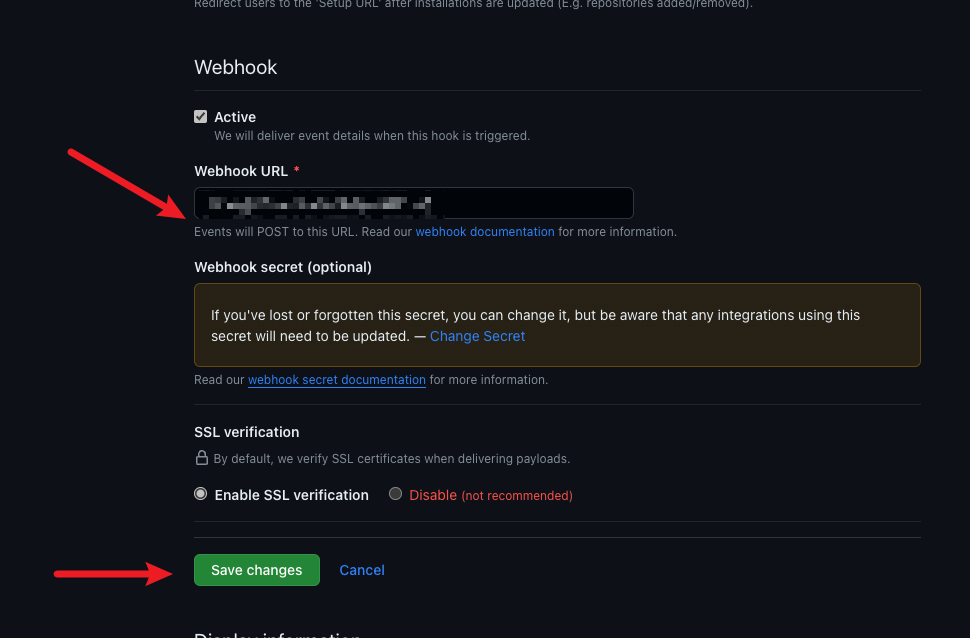 Redirect users to the 'Setup URL' after installations are updated (E.g. repositories added/removed).
Webhook
Active
We will deliver event details when this hook is triggered.
Webhook URL *
Events will POST to this URL. Read our webhook documentation for more information.
Webhook secret (optional)
If you've lost or forgotten this secret, you can change it, but be aware that any integrations using this
secret will need to be updated. — Change Secret
Read our webhook secret documentation for more information.
SSL verification
By default, we verify SSL certificates when delivering payloads.
Enable SSL verification Disable (not recommended)
Save changes Cancel
Display information